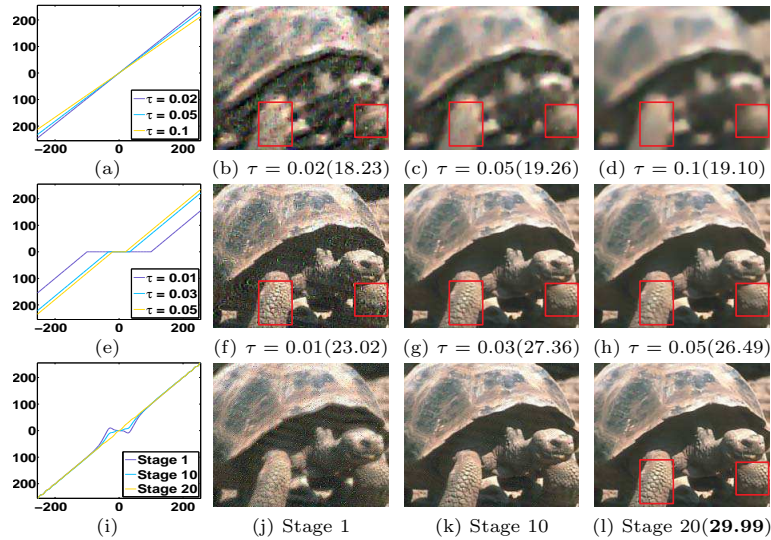 200
100
0
100
200
τ = 0.02
τ = 0.05
τ = 0.1
−200 0 200
(a)
(b) τ = 0.02(18.23)
(c) τ = 0.05(19.26)
(d) τ = 0.1(19.10)
200
100
0
100
200
τ = 0.01
τ = 0.03
τ = 0.05
−200 0 200
(e)
(f) τ = 0.01(23.02)
(g) τ = 0.03(27.36)
(h) τ = 0.05(26.49)
200
100
0
100
200
Stage 1
Stage 10
Stage 20
−200 0 200
(i)
(j) Stage 1
(k) Stage 10
(l) Stage 20(29.99)